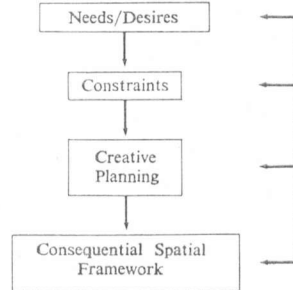 Needs/Desires
Constraints
Creative
Planning
Consequential Spatial
Framework